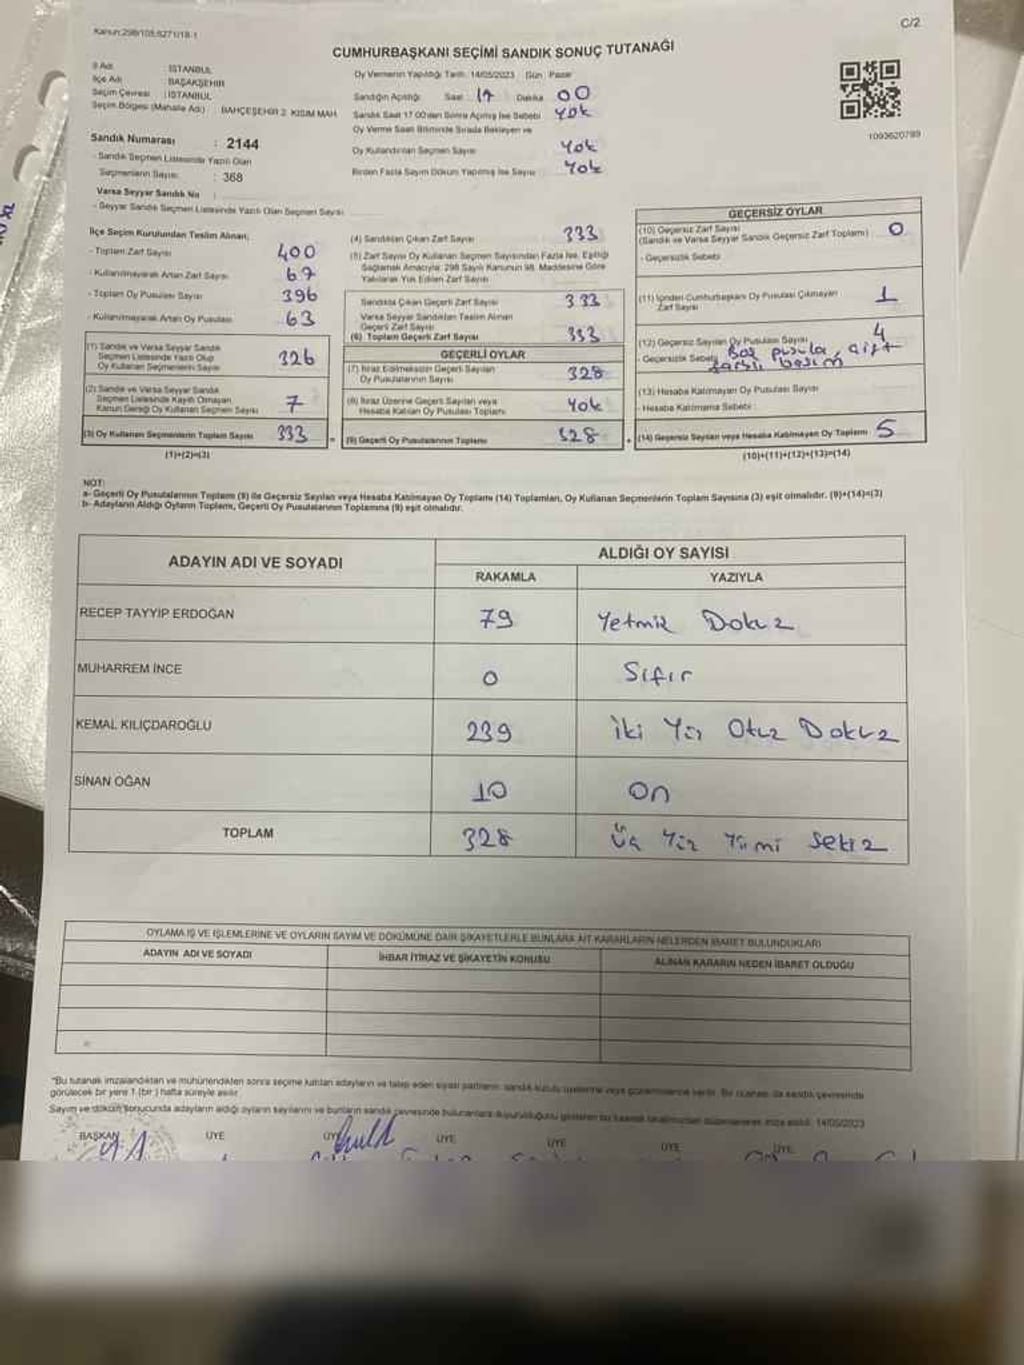 Kanun:298/105,6271/18-1
C/2
CUMHURBAŞKANI SEÇİMİ SANDIK SONUÇ TUTANAĞI
İl Adı : İSTANBUL
İlçe Adı : BAŞAKŞEHİR
Seçim Çevresi : İSTANBUL
Seçim Bölgesi (Mahalle Adı) : BAHÇEŞEHİR 2. KISIM MAH.
Sandık Numarası : 2144
- Sandık Seçmen Listesinde Yazılı Olan
Seçmenlerin Sayısı : 368
Varsa Seyyar Sandık No :
- Seyyar Sandık Seçmen Listesinde Yazılı Olan Seçmen Sayısı
Oy Vermenin Yapıldığı Tarih: 14/05/2023 Gün: Pazar
Sandığın Açıldığı Saat: 17 Dakika 00
Sandık Saat 17.00'den Sonra Açılmış İse Sebebi Yok
Oy Verme Saati Bitiminde Sırada Bekleyen ve
Oy Kullandırılan Seçmen Sayısı Yok
Birden Fazla Sayım Döküm Yapılmış İse Sayısı Yok
1093620789
İlçe Seçim Kurulundan Teslim Alınan;
- Toplam Zarf Sayısı 400
- Kullanılmayarak Artan Zarf Sayısı 67
- Toplam Oy Pusulası Sayısı 396
- Kullanılmayarak Artan Oy Pusulası 63
(1) Sandık ve Varsa Seyyar Sandık
Seçmen Listesinde Yazılı Olup
Oy Kullanan Seçmenlerin Sayısı 326
(2) Sandık ve Varsa Seyyar Sandık
Seçmen Listesinde Kayıtlı Olmayan
Kanun Gereği Oy Kullanan Seçmen Sayısı 7
(3) Oy Kullanan Seçmenlerin Toplam Sayısı 333
(1)+(2)=(3)
(4) Sandıktan Çıkan Zarf Sayısı 333
(5) Zarf Sayısı Oy Kullanan Seçmen Sayısından Fazla İse, Eşitliği
Sağlamak Amacıyla; 298 Sayılı Kanunun 98. Maddesine Göre
Yakılarak Yok Edilen Zarf Sayısı
Sandıkta Çıkan Geçerli Zarf Sayısı 333
Varsa Seyyar Sandıktan Teslim Alınan
Geçerli Zarf Sayısı
(6) Toplam Geçerli Zarf Sayısı 333
GEÇERLİ OYLAR
(7) İtiraz Edilmeksizin Geçerli Sayılan
Oy Pusulalarının Sayısı 328
(8) İtiraz Üzerine Geçerli Sayılan veya
Hesaba Katılan Oy Pusulası Toplamı Yok
= (9) Geçerli Oy Pusulalarının Toplamı 328
GEÇERSİZ OYLAR
(10) Geçersiz Zarf Sayısı 0
(Sandık ve Varsa Seyyar Sandık Geçersiz Zarf Toplamı)
- Geçersizlik Sebebi
(11) İçinden Cumhurbaşkanı Oy Pusulası Çıkmayan
Zarf Sayısı 1
(12) Geçersiz Sayılan Oy Pusulası Sayısı 4
- Geçersizlik Sebebi Boş pusula, çift
basım
(13) Hesaba Katılmayan Oy Pusulası Sayısı
- Hesaba Katılmama Sebebi :
+ (14) Geçersiz Sayılan veya Hesaba Katılmayan Oy Toplamı 5
(10)+(11)+(12)+(13)=(14)
NOT:
a- Geçerli Oy Pusulalarının Toplamı (9) ile Geçersiz Sayılan veya Hesaba Katılmayan Oy Toplamı (14) Toplamları, Oy Kullanan Seçmenlerin Toplam Sayısına (3) eşit olmalıdır. (9)+(14)=(3)
b- Adayların Aldığı Oyların Toplamı, Geçerli Oy Pusulalarının Toplamına (9) eşit olmalıdır.
ADAYIN ADI VE SOYADI
ALDIĞI OY SAYISI
RAKAMLA YAZIYLA
RECEP TAYYİP ERDOĞAN 79 Yetmiş Dokuz
MUHARREM İNCE 0 Sıfır
KEMAL KILIÇDAROĞLU 239 İki Yüz Otuz Dokuz
SİNAN OĞAN 10 On
TOPLAM 328 Üç Yüz Yirmi Sekiz
OYLAMA İŞ VE İŞLEMLERİNE VE OYLARIN SAYIM VE DÖKÜMÜNE DAİR ŞİKAYETLERLE BUNLARA AİT KARARLARIN NELERDEN İBARET BULUNDUKLARI
ADAYIN ADI VE SOYADI İHBAR İTİRAZ VE ŞİKAYETİN KONUSU ALINAN KARARIN NEDEN İBARET OLDUĞU
"Bu tutanak imzalandıktan ve mühürlendikten sonra seçime katılan adayların ve talep eden siyasi partilerin sandık kurulu üyelerine veya gözlemcilerine verilir. Bir nüshası da sandık çevresinde
görülecek bir yere 1 (bir) hafta süreyle asılır.
Sayım ve döküm sonucunda adayların aldığı oyların sayılarını ve bunların sandık çevresinde bulunanlara duyurulduğunu gösteren bu tutanak tarafımızdan düzenlenerek imza edildi. 14/05/2023
BAŞKAN ÜYE ÜYE ÜYE ÜYE ÜYE ÜYE